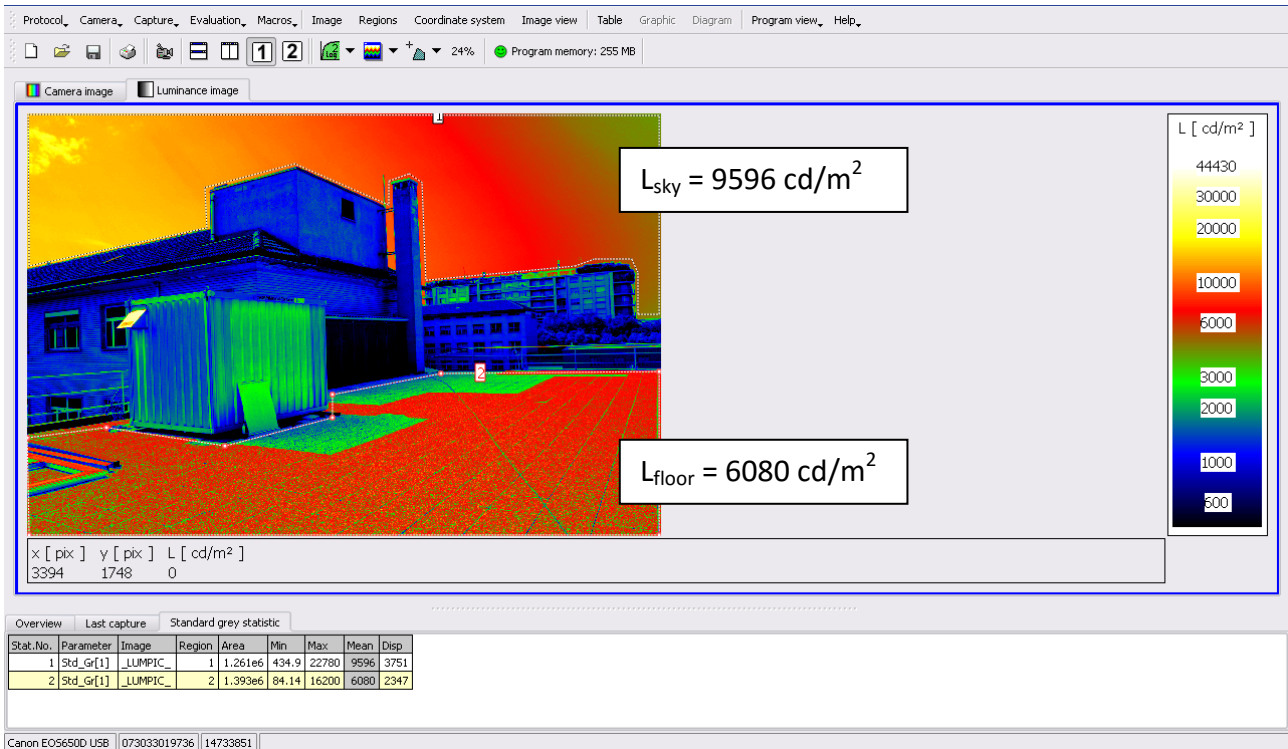 Protocol Camera Capture Evaluation Macros Image Regions Coordinate system Image view Table Graphic Diagram Program view Help
1 2 24% Program memory: 255 MB
Camera image Luminance image
1
L [ cd/m² ]
44430
30000
20000
10000
6000
3000
2000
1000
600
Lsky = 9596 cd/m²
2
Lfloor = 6080 cd/m²
x [ pix ] y [ pix ] L [ cd/m² ]
3394 1748 0
Overview Last capture Standard grey statistic
Stat.No. Parameter Image Region Area Min Max Mean Disp
1 Std_Gr[1] _LUMPIC_ 1 1.261e6 434.9 22780 9596 3751
2 Std_Gr[1] _LUMPIC_ 2 1.393e6 84.14 16200 6080 2347
Canon EOS650D USB 073033019736 14733851